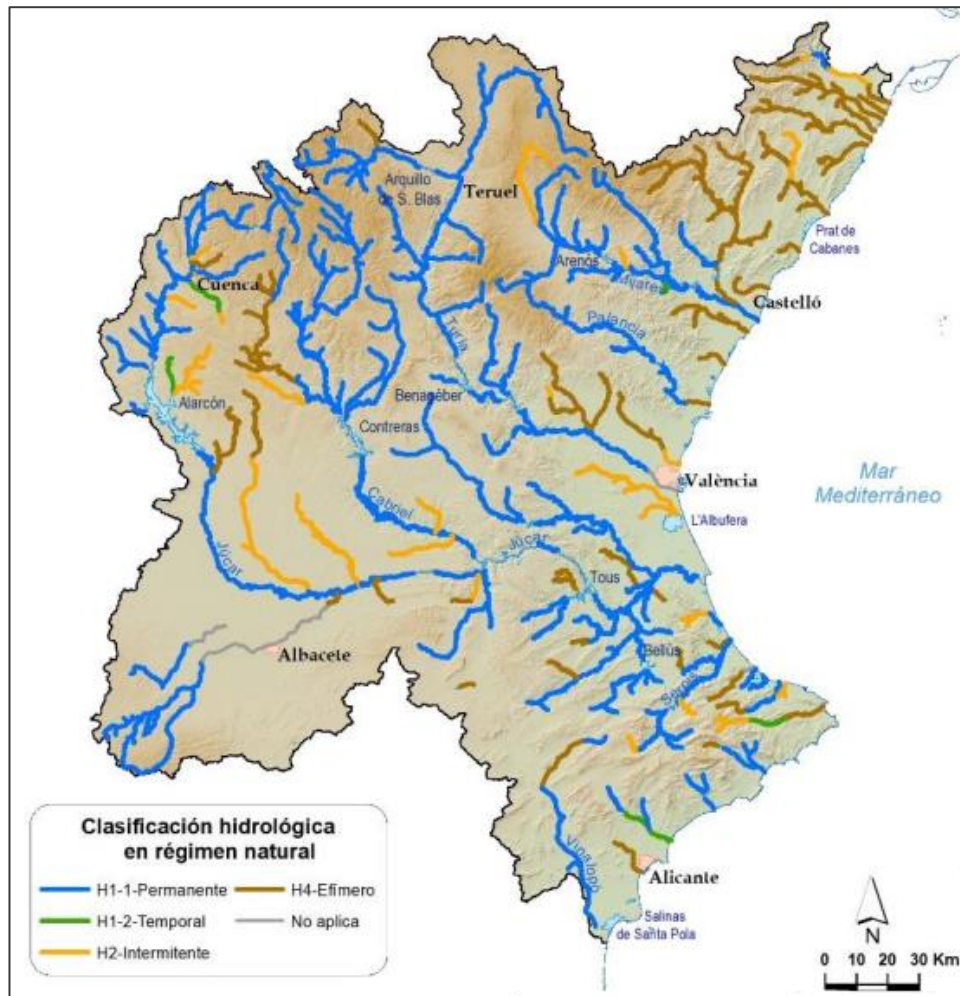 Arquillo
de S. Blas
Teruel
Prat de
Cabanes
Arenós
Mijares
Cuenca
Castelló
Palancia
Turia
Alarcón
Benagéber
Contreras
València
Mar
Mediterráneo
L'Albufera
Cabriel
Júcar
Júcar
Tous
Albacete
Bellús
Serpis
Vinalopó
Alicante
Salinas
de Santa Pola
Clasificación hidrológica
en régimen natural
H1-1-Permanente
H4-Efímero
H1-2-Temporal
No aplica
H2-Intermitente
N
0 10 20 30 Km